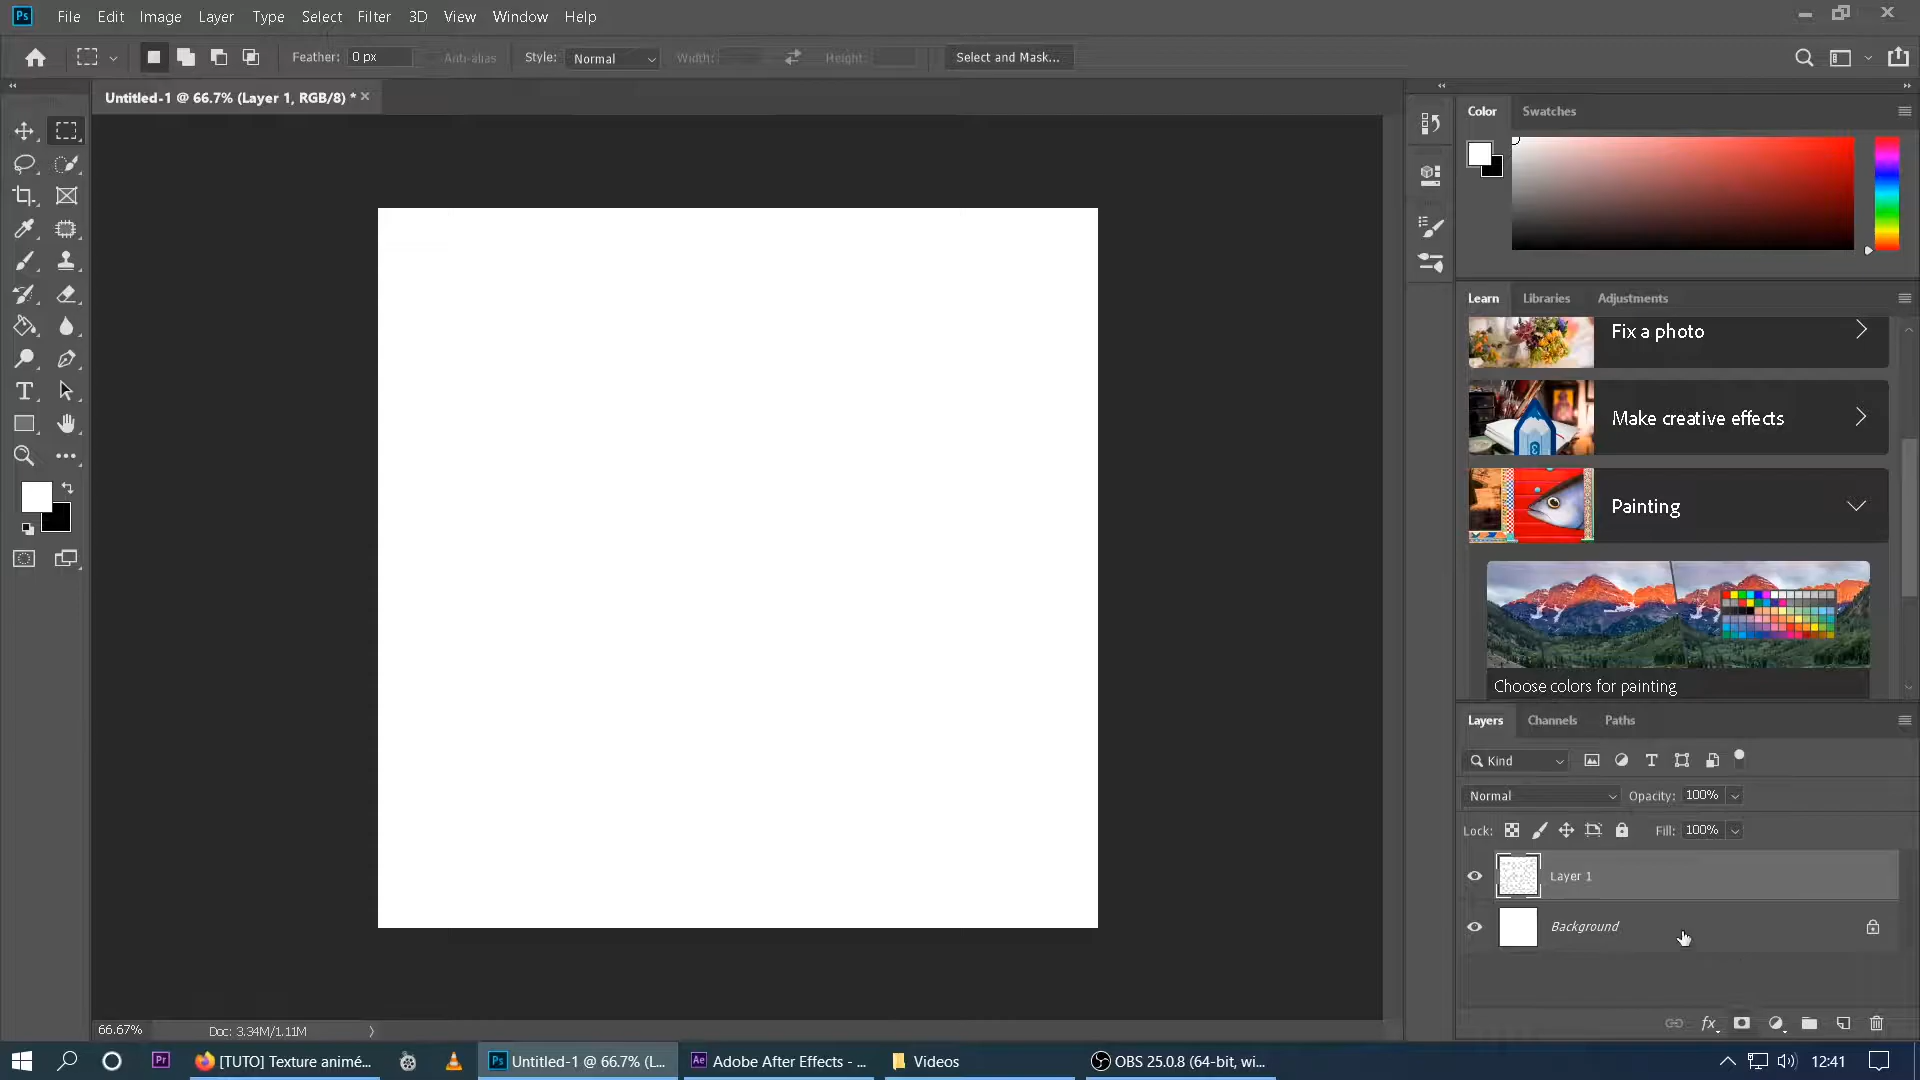 Ps File Edit Image Layer Type Select Filter 3D View Window Help
Feather: 0 px Anti-alias Style: Normal Width: Height: Select and Mask...
Untitled-1 @ 66.7% (Layer 1, RGB/8) *
Color Swatches
Learn Libraries Adjustments
Fix a photo
Make creative effects
Painting
Choose colors for painting
Layers Channels Paths
Kind
Normal Opacity: 100%
Lock: Fill: 100%
Layer 1
Background
66.67% Doc: 3.34M/1.11M
Pr [TUTO] Texture animé... Ps Untitled-1 @ 66.7% (L... Ae Adobe After Effects - ... Videos OBS 25.0.8 (64-bit, wi... 12:41